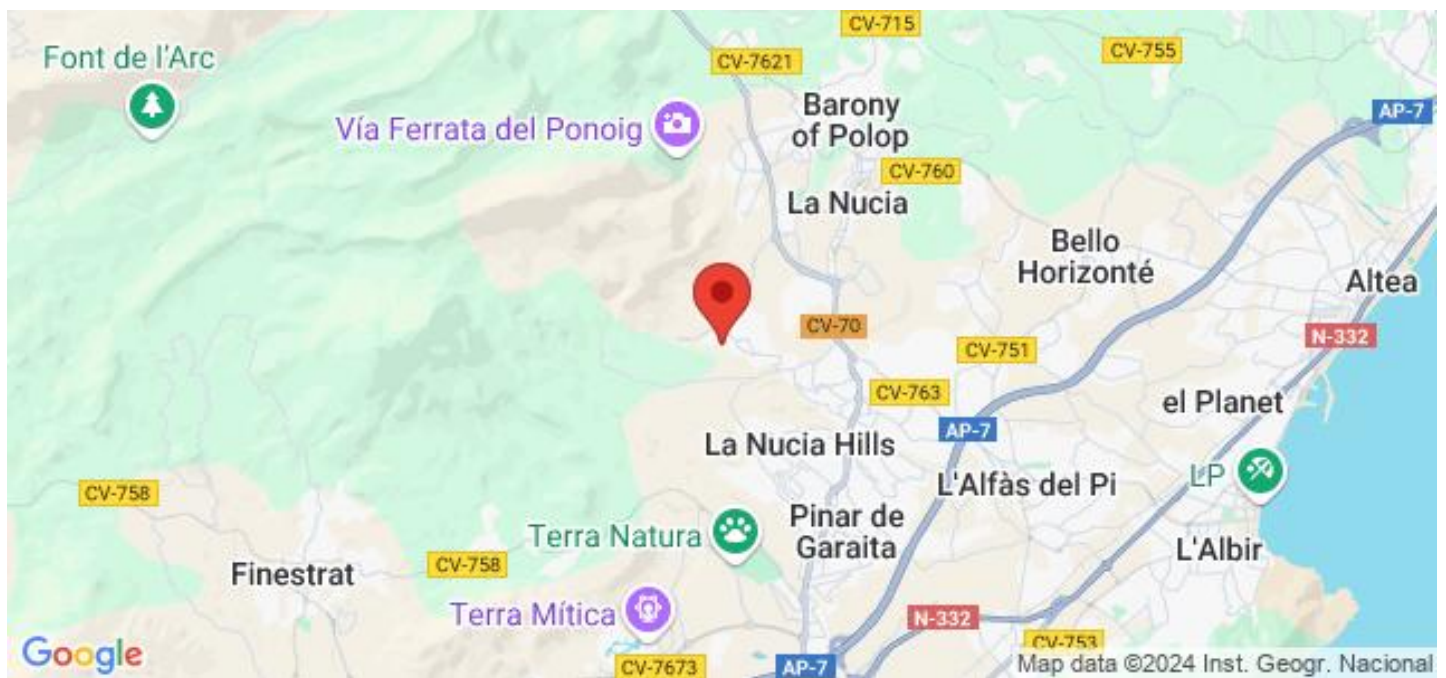 CV-715
CV-755
Font de l'Arc
CV-7621
Barony
of Polop
AP-7
Vía Ferrata del Ponoig
CV-760
La Nucia
Bello
Horizonté
Altea
CV-70
N-332
CV-751
CV-763
el Planet
AP-7
La Nucia Hills
LP
L'Alfàs del Pi
CV-758
Pinar de
Garaita
Terra Natura
L'Albir
CV-758
Finestrat
Terra Mítica
N-332
CV-753
Google
CV-7673
AP-7
Map data ©2024 Inst. Geogr. Nacional